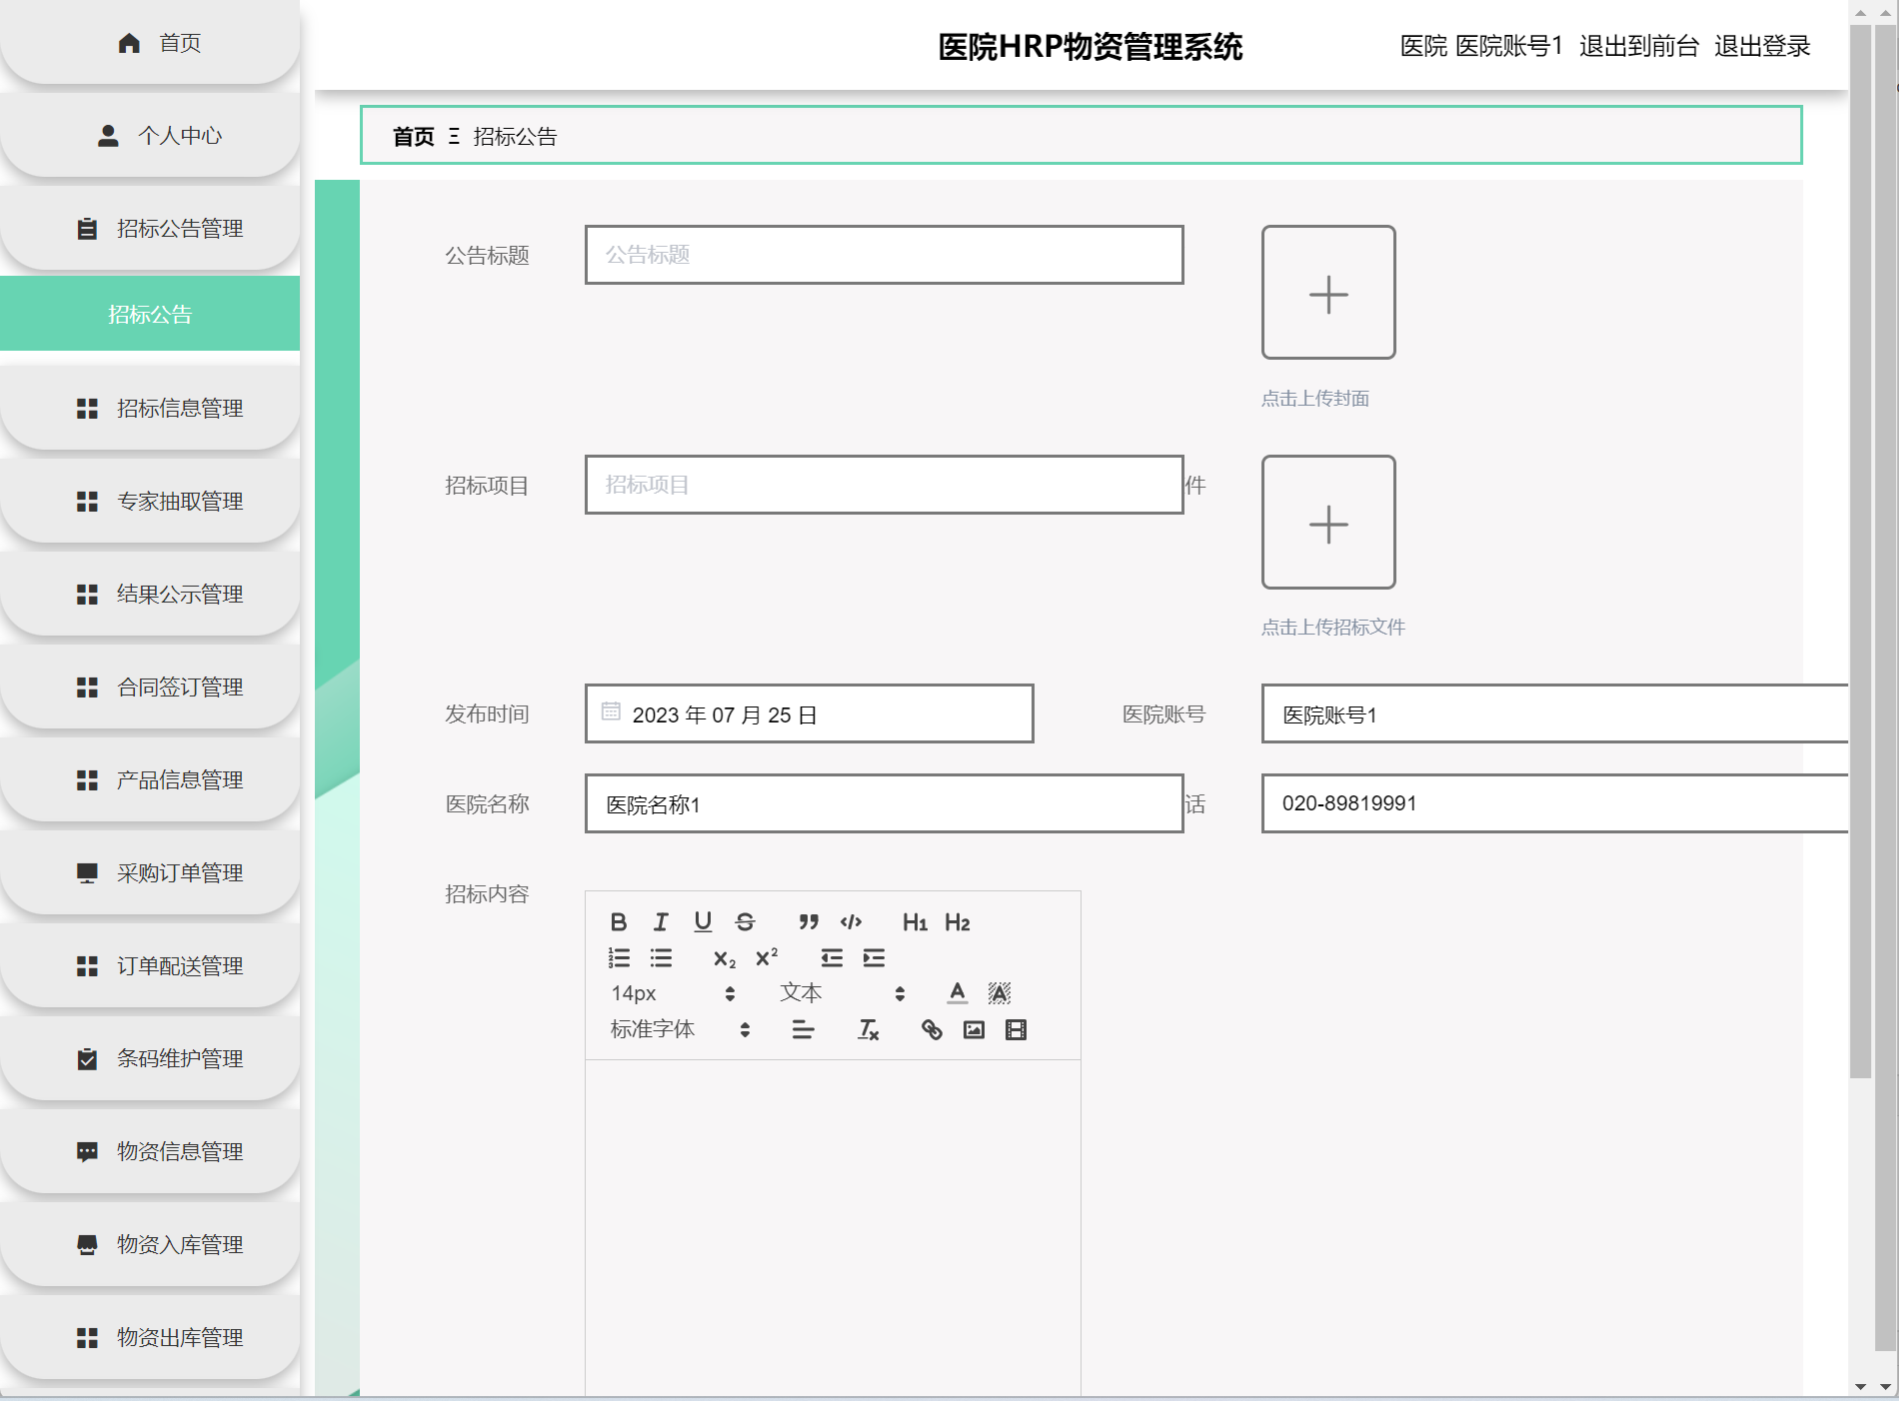 首页
个人中心
招标公告管理
招标公告
招标信息管理
专家抽取管理
结果公示管理
合同签订管理
产品信息管理
采购订单管理
订单配送管理
条码维护管理
物资信息管理
物资入库管理
物资出库管理
医院HRP物资管理系统
医院 医院账号1 退出到前台 退出登录
首页 Ξ 招标公告
公告标题 公告标题
点击上传封面
招标项目 招标项目 件
点击上传招标文件
发布时间 2023 年 07 月 25 日 医院账号 医院账号1
医院名称 医院名称1 话 020-89819991
招标内容
B I U S ” </> H1 H2
x2 x²
14px 文本 A A
标准字体 Tx